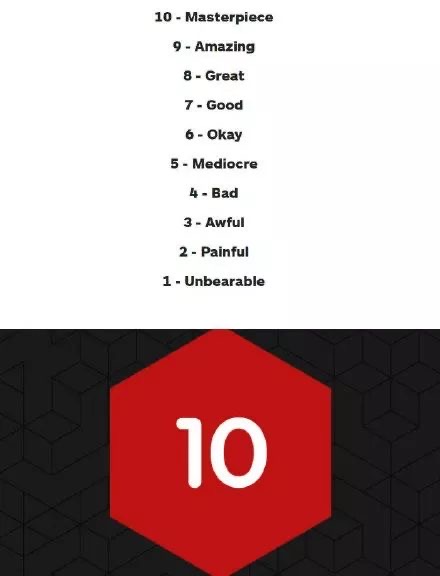 10 - Masterpiece
9 - Amazing
8 - Great
7 - Good
6 - Okay
5 - Mediocre
4 - Bad
3 - Awful
2 - Painful
1 - Unbearable
10